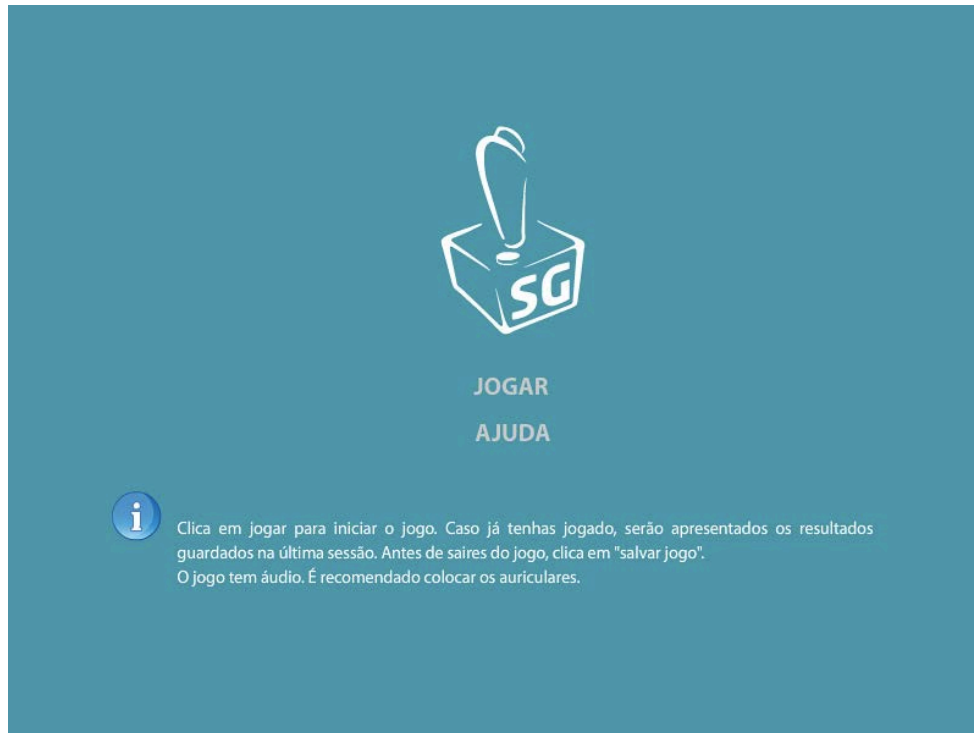 SG
JOGAR
AJUDA
i
Clica em jogar para iniciar o jogo. Caso já tenhas jogado, serão apresentados os resultados
guardados na última sessão. Antes de saires do jogo, clica em "salvar jogo".
O jogo tem áudio. É recomendado colocar os auriculares.